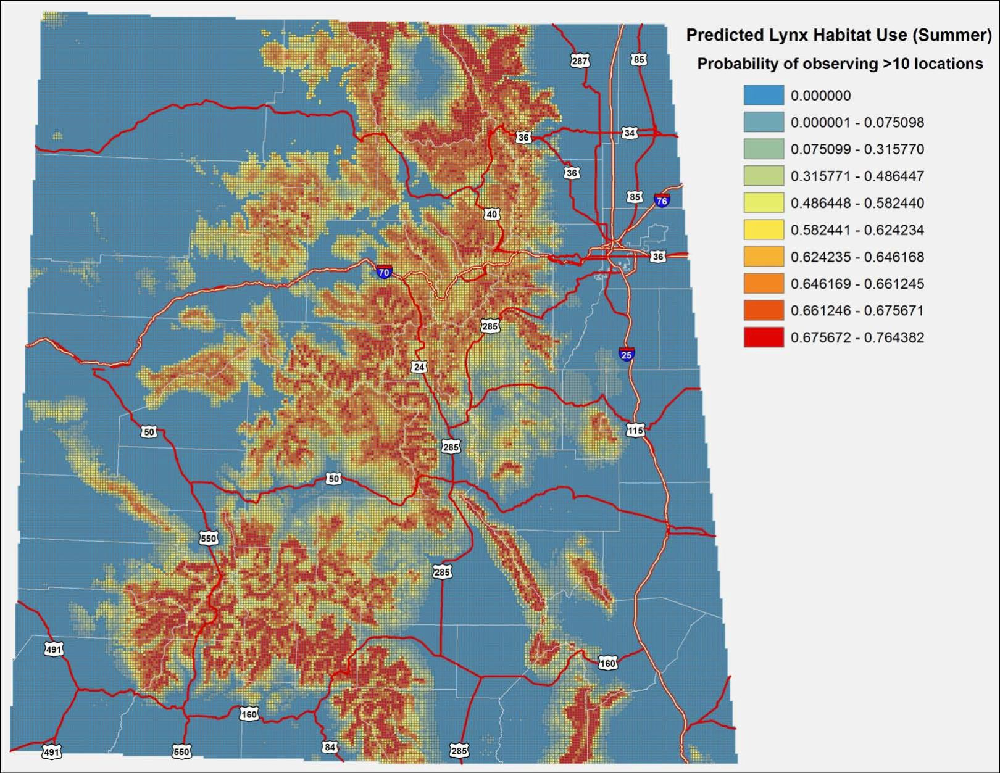 Predicted Lynx Habitat Use (Summer)
Probability of observing >10 locations
0.000000
0.000001 - 0.075098
0.075099 - 0.315770
0.315771 - 0.486447
0.486448 - 0.582440
0.582441 - 0.624234
0.624235 - 0.646168
0.646169 - 0.661245
0.661246 - 0.675671
0.675672 - 0.764382
287
85
36
34
36
85
76
40
36
70
285
25
24
50
115
285
50
550
285
491
160
160
491
550
84
285